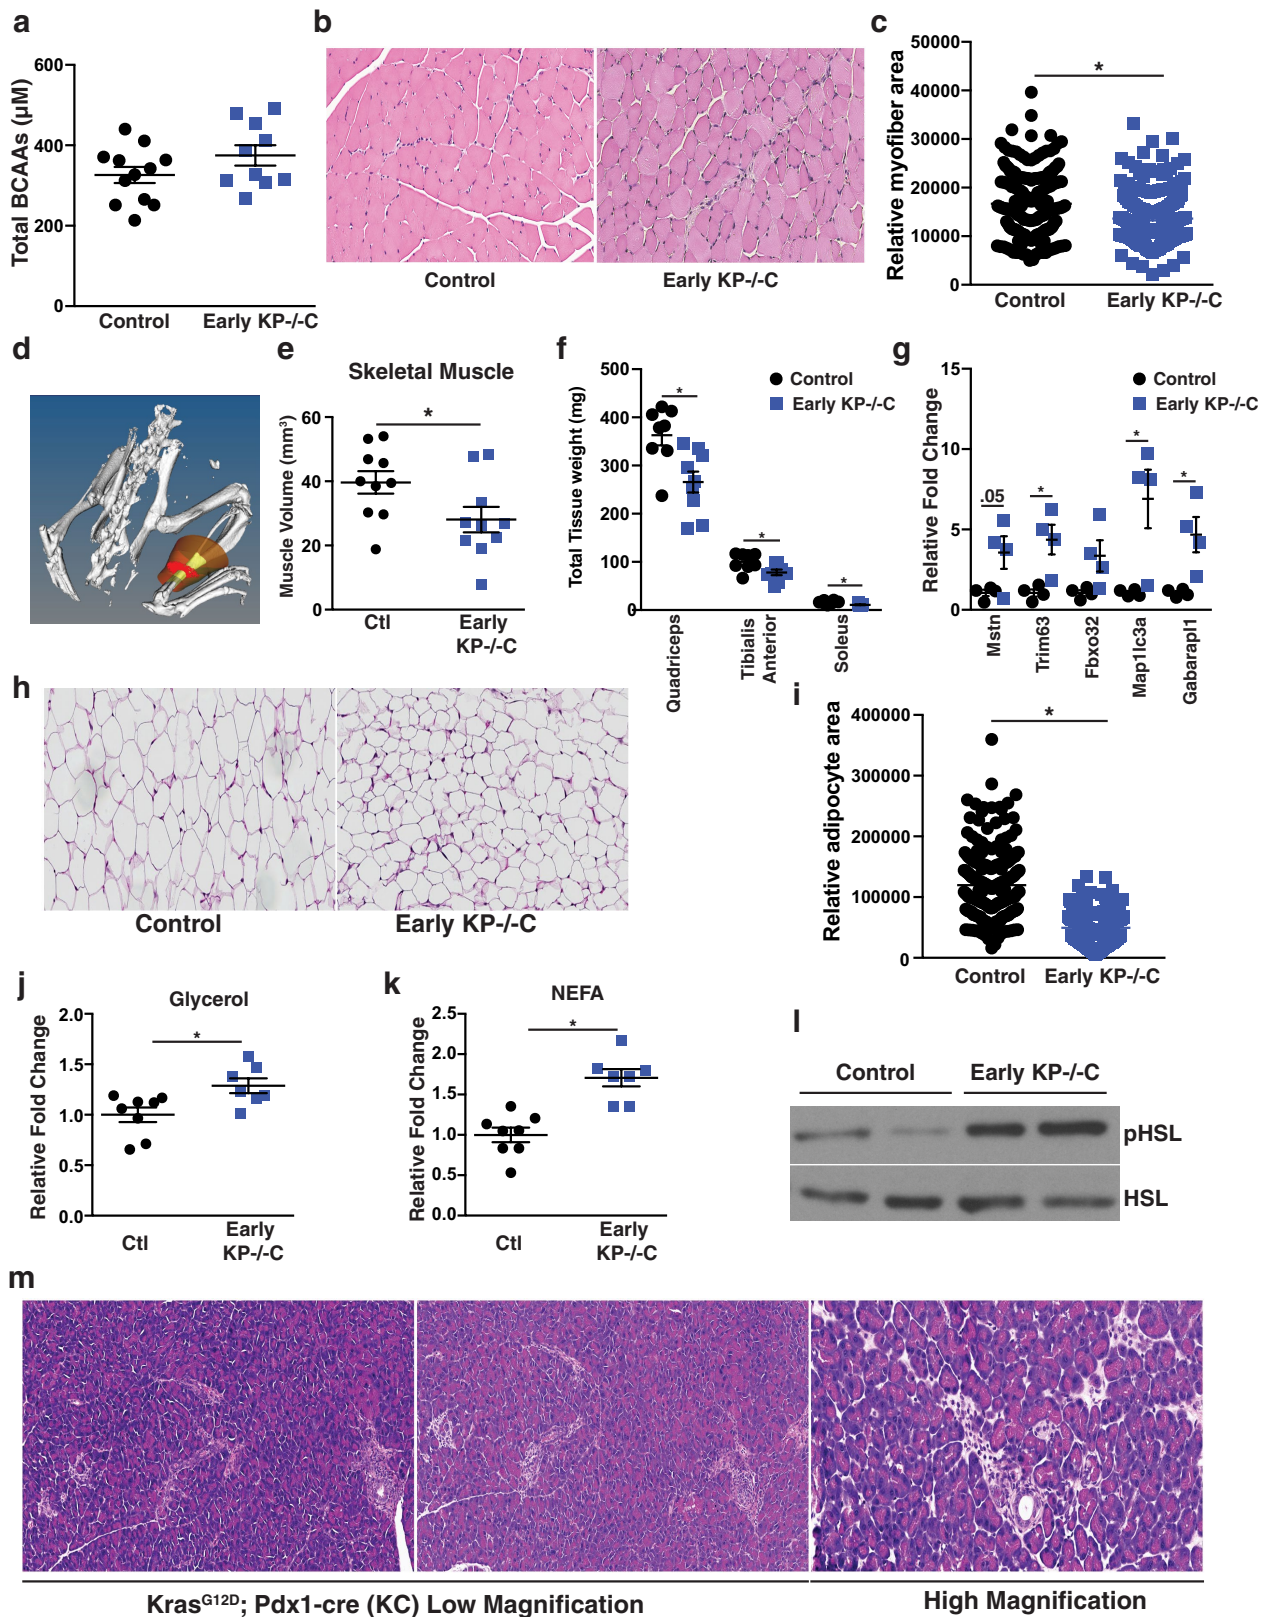 a
Total BCAAs (µM)
600
400
200
0
Control
Early KP-/-C
b
Control
Early KP-/-C
c
Relative myofiber area
50000
40000
30000
20000
10000
0
*
Control
Early KP-/-C
d
e
Skeletal Muscle
Muscle Volume (mm³)
60
40
20
0
*
Ctl
Early
KP-/-C
f
Total Tissue weight (mg)
500
400
300
200
100
0
Control
Early KP-/-C
*
*
*
Quadriceps
Tibialis
Anterior
Soleus
g
Relative Fold Change
15
10
5
0
Control
Early KP-/-C
.05
*
*
*
Mstn
Trim63
Fbxo32
Map1lc3a
Gabarapl1
h
Control
Early KP-/-C
i
Relative adipocyte area
400000
300000
200000
100000
0
*
Control
Early KP-/-C
j
Glycerol
Relative Fold Change
2.0
1.5
1.0
0.5
0.0
*
Ctl
Early
KP-/-C
k
NEFA
Relative Fold Change
2.5
2.0
1.5
1.0
0.5
0.0
*
Ctl
Early
KP-/-C
l
Control
Early KP-/-C
pHSL
HSL
m
Kras^G12D; Pdx1-cre (KC) Low Magnification
High Magnification